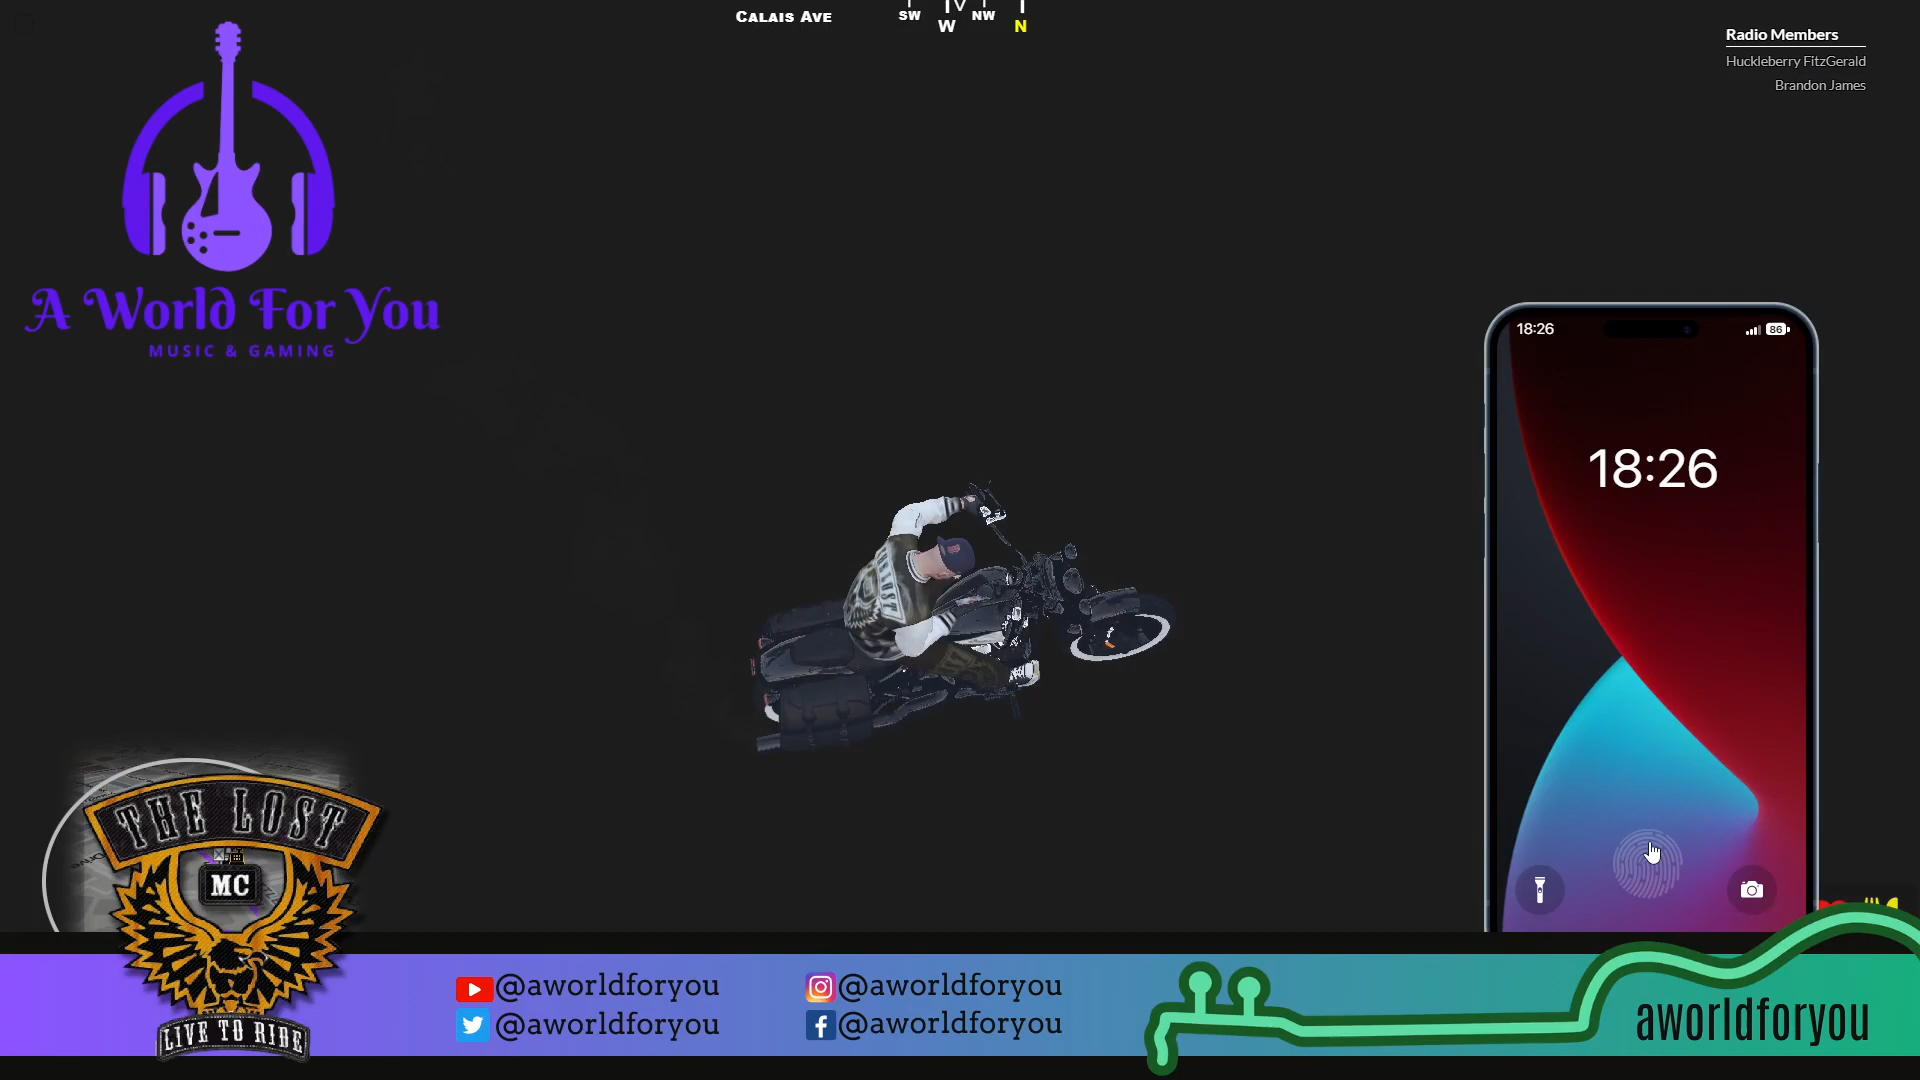 Calais Ave
SW
W
NW
N
Radio Members
Huckleberry FitzGerald
Brandon James
A World For You
MUSIC & GAMING
18:26
86
18:26
THE LOST
MC
LIVE TO RIDE
LOST
@aworldforyou
@aworldforyou
@aworldforyou
@aworldforyou
aworldforyou